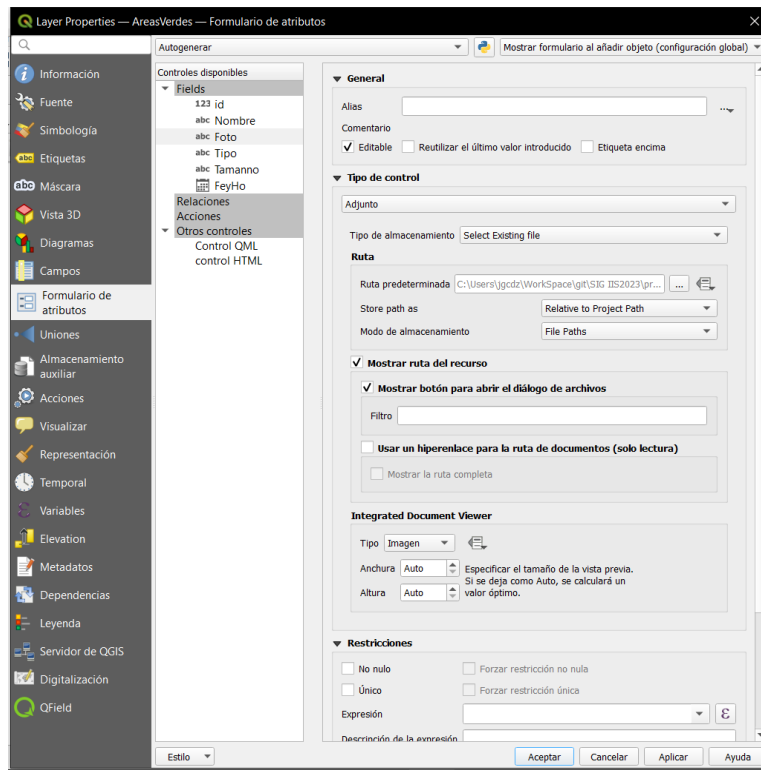 Layer Properties — AreasVerdes — Formulario de atributos
Autogenerar
Mostrar formulario al añadir objeto (configuración global)
Información
Fuente
Simbología
abc Etiquetas
abc Máscara
Vista 3D
Diagramas
Campos
Formulario de
atributos
Uniones
Almacenamiento
auxiliar
Acciones
Visualizar
Representación
Temporal
Variables
Elevation
Metadatos
Dependencias
Leyenda
Servidor de QGIS
Digitalización
QField
Controles disponibles
Fields
123 id
abc Nombre
abc Foto
abc Tipo
abc Tamanno
FeyHo
Relaciones
Acciones
Otros controles
Control QML
control HTML
Estilo
General
Alias
...
Comentario
Editable Reutilizar el último valor introducido Etiqueta encima
Tipo de control
Adjunto
Tipo de almacenamiento Select Existing file
Ruta
Ruta predeterminada C:\Users\jgcdz\WorkSpace\git\SIG IIS2023\pr... ...
Store path as Relative to Project Path
Modo de almacenamiento File Paths
Mostrar ruta del recurso
Mostrar botón para abrir el diálogo de archivos
Filtro
Usar un hiperenlace para la ruta de documentos (solo lectura)
Mostrar la ruta completa
Integrated Document Viewer
Tipo Imagen
Anchura Auto Especificar el tamaño de la vista previa.
Si se deja como Auto, se calculará un
Altura Auto valor óptimo.
Restricciones
No nulo Forzar restricción no nula
Único Forzar restricción única
Expresión ε
Descripción de la expresión
Aceptar Cancelar Aplicar Ayuda